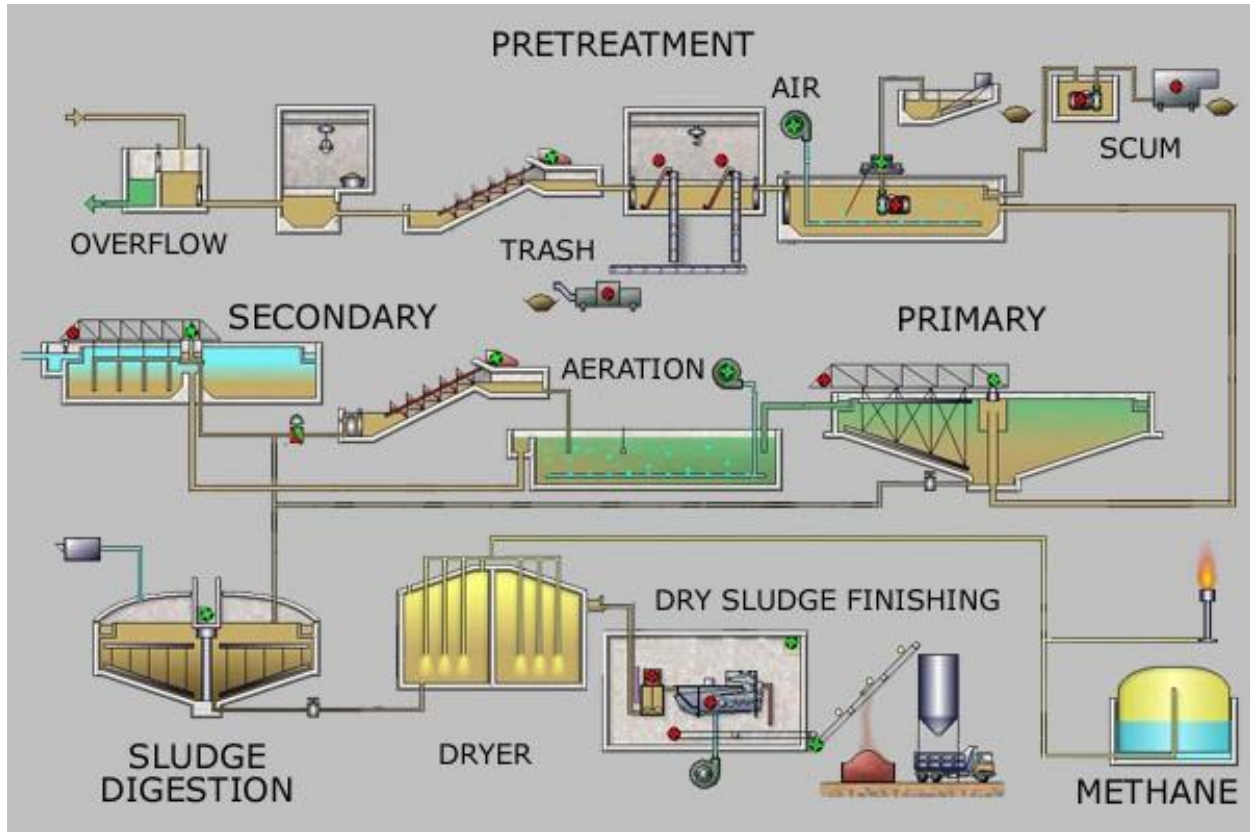 PRETREATMENT
AIR
SCUM
OVERFLOW
TRASH
SECONDARY
PRIMARY
AERATION
DRY SLUDGE FINISHING
SLUDGE
DIGESTION
DRYER
METHANE